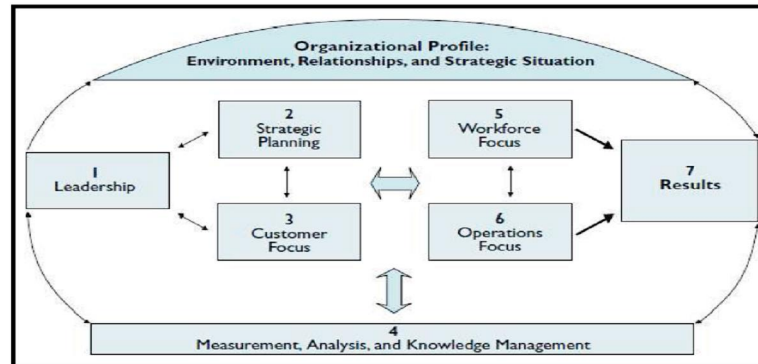 Organizational Profile:
Environment, Relationships, and Strategic Situation
2
Strategic
Planning
5
Workforce
Focus
1
Leadership
7
Results
3
Customer
Focus
6
Operations
Focus
4
Measurement, Analysis, and Knowledge Management